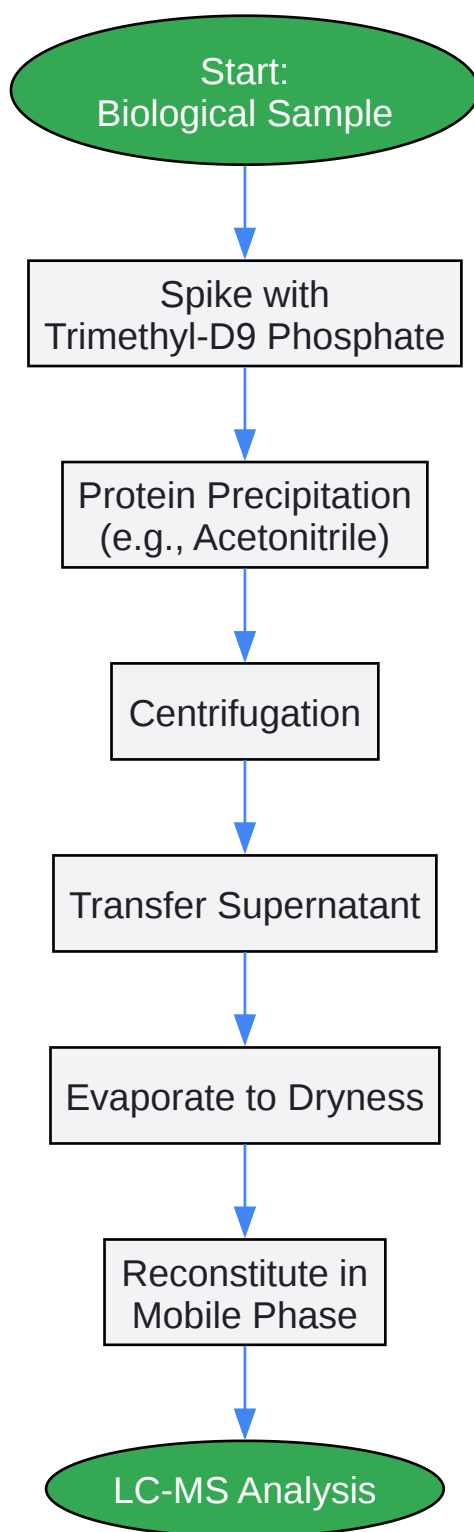 Start:
Biological Sample
Spike with
Trimethyl-D9 Phosphate
Protein Precipitation
(e.g., Acetonitrile)
Centrifugation
Transfer Supernatant
Evaporate to Dryness
Reconstitute in
Mobile Phase
LC-MS Analysis